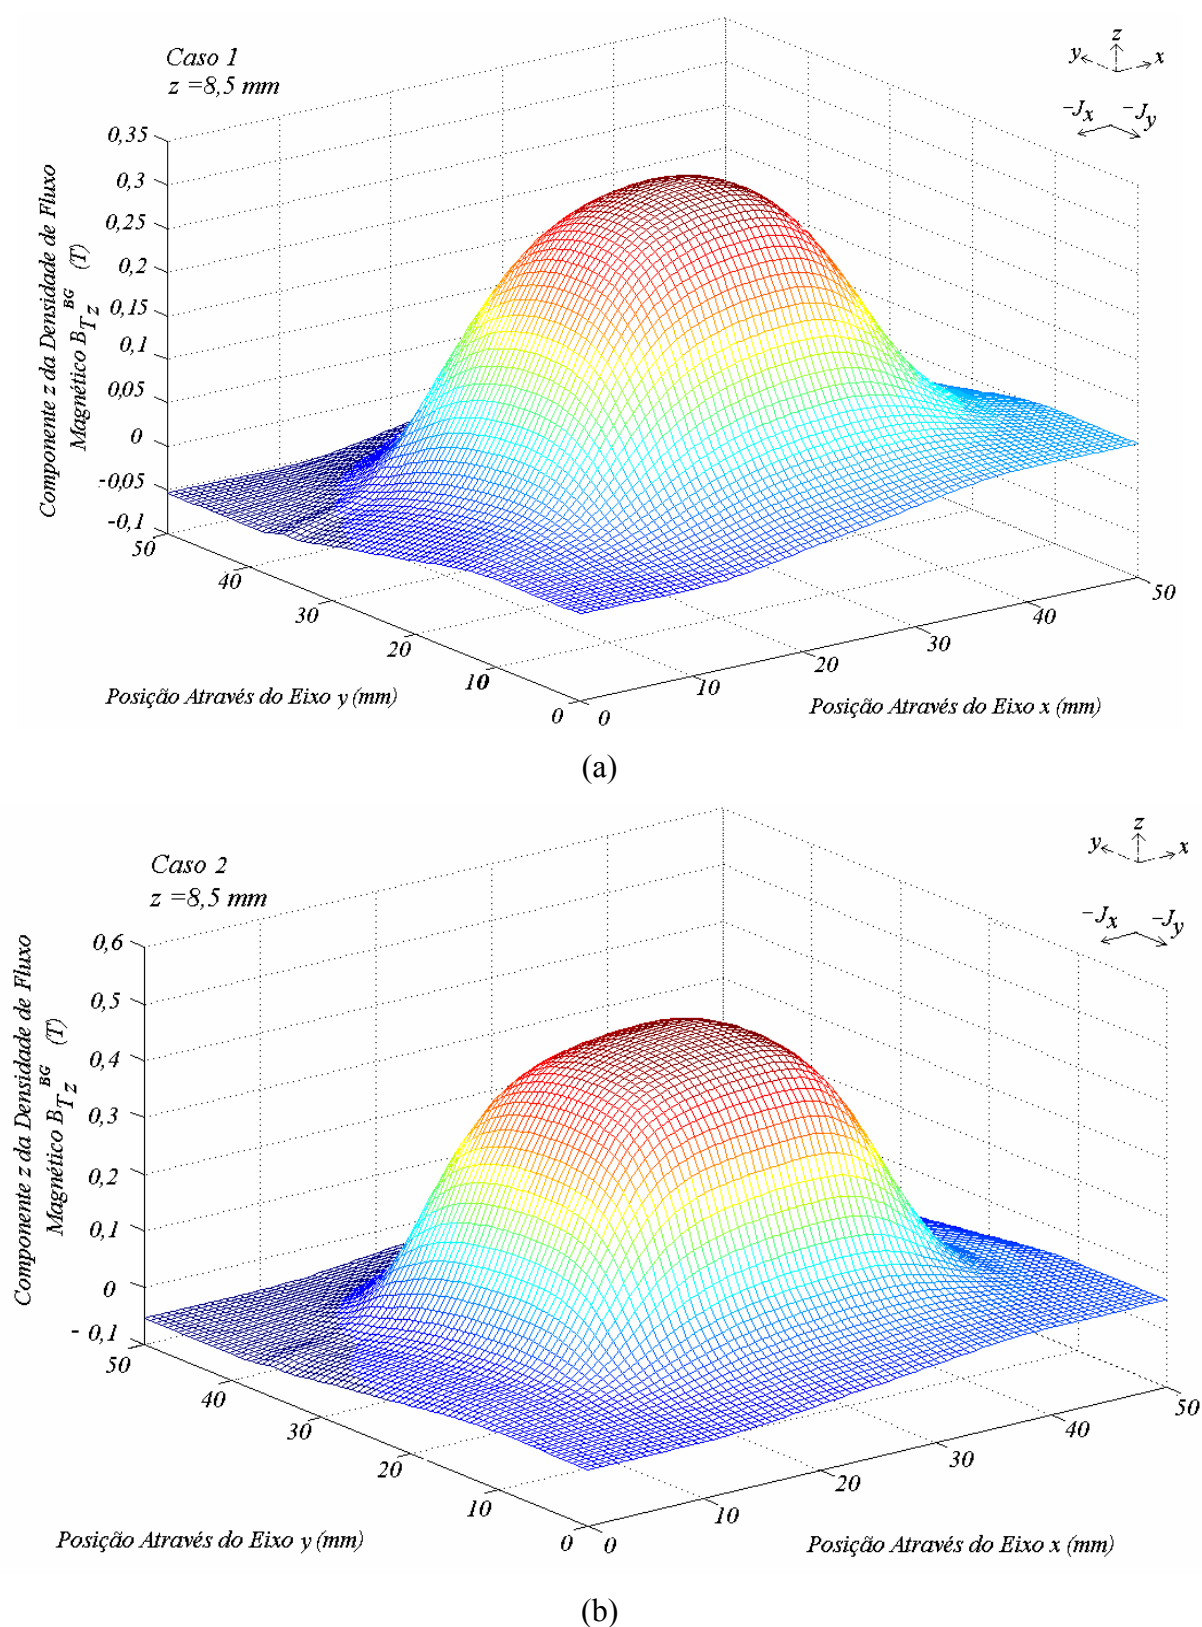 Caso 1
z =8,5 mm
z
y
x
-Jx
-Jy
Componente z da Densidade de Fluxo
Magnético BTz BG (T)
0,35
0,3
0,25
0,2
0,15
0,1
0,05
0
-0,05
-0,1
50
40
30
20
10
0
0
10
20
30
40
50
Posição Através do Eixo y (mm)
Posição Através do Eixo x (mm)
(a)
Caso 2
z =8,5 mm
z
y
x
-Jx
-Jy
Componente z da Densidade de Fluxo
Magnético BTz BG (T)
0,6
0,5
0,4
0,3
0,2
0,1
0
- 0,1
50
40
30
20
10
0
0
10
20
30
40
50
Posição Através do Eixo y (mm)
Posição Através do Eixo x (mm)
(b)